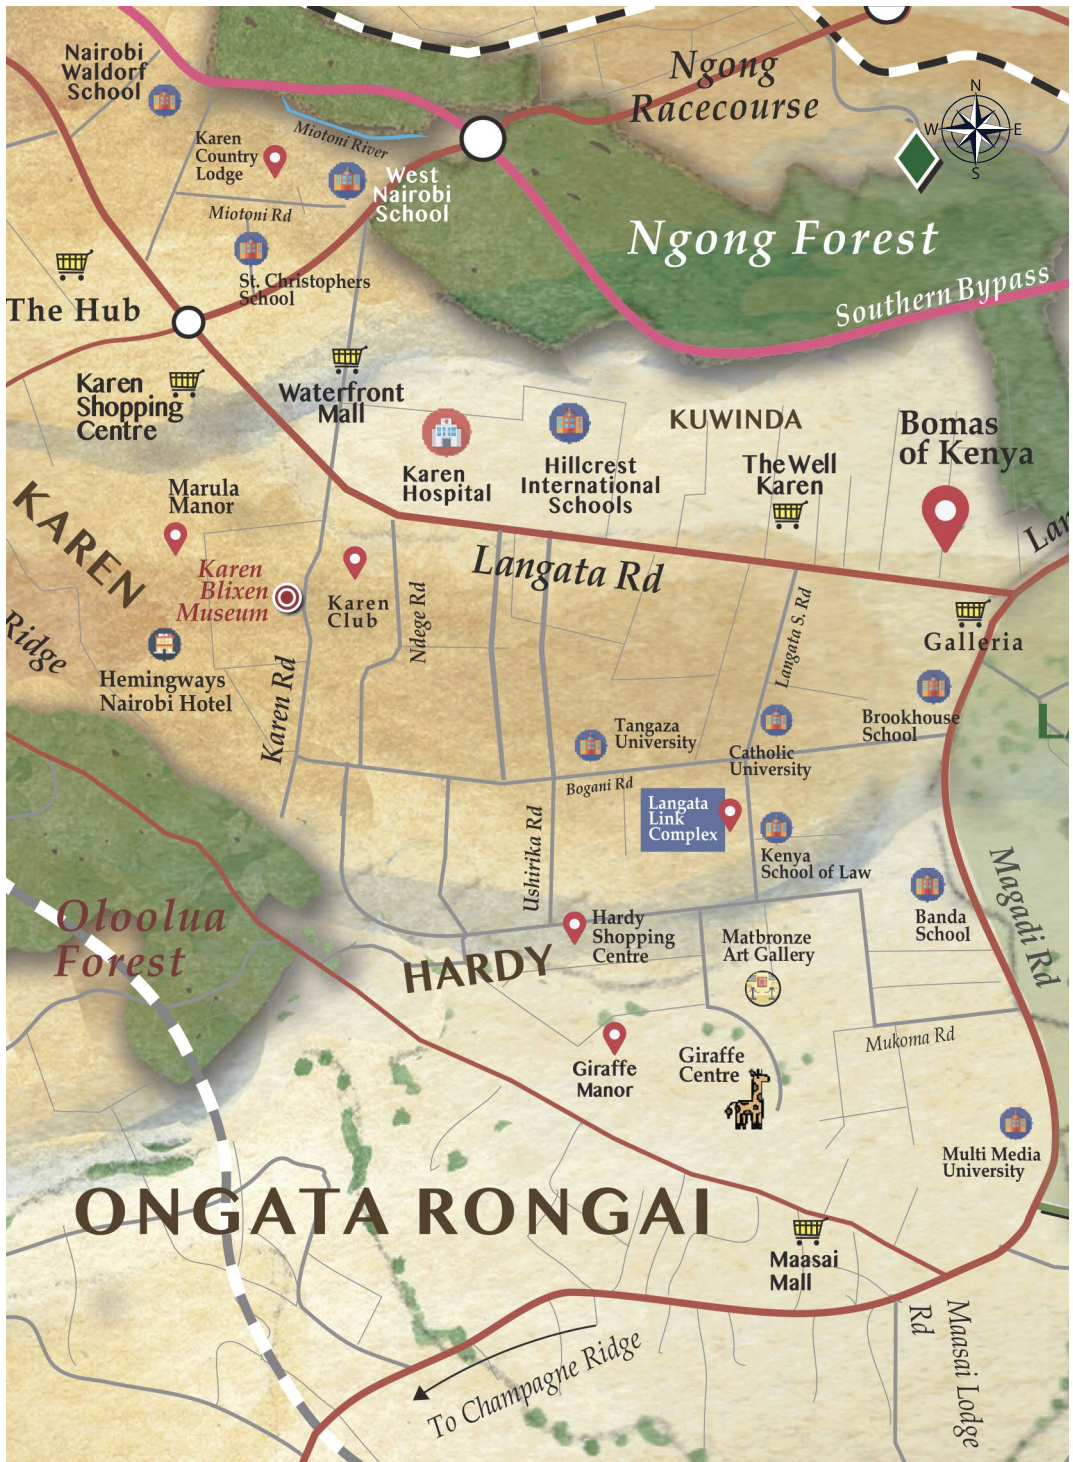 Nairobi
Waldorf
School
Ngong
Racecourse
N
W
E
S
Karen
Country
Lodge
Miotoni River
West
Nairobi
School
Miotoni Rd
Ngong Forest
St. Christophers
School
Southern Bypass
The Hub
Karen
Shopping
Centre
Waterfront
Mall
KUWINDA
Bomas
of Kenya
Karen
Hospital
Hillcrest
International
Schools
The Well
Karen
Marula
Manor
KAREN
Karen
Blixen
Museum
Karen
Club
Ndege Rd
Langata Rd
Langata S. Rd
Galleria
Ridge
Hemingways
Nairobi Hotel
Karen Rd
Tangaza
University
Catholic
University
Brookhouse
School
Bogani Rd
Langata
Link
Complex
Kenya
School of Law
Ushirika Rd
Magadi Rd
Oloolua
Forest
Hardy
Shopping
Centre
Matbronze
Art Gallery
Banda
School
HARDY
Mukoma Rd
Giraffe
Manor
Giraffe
Centre
Multi Media
University
ONGATA RONGAI
Maasai
Mall
To Champagne Ridge
Maasai Lodge
Rd